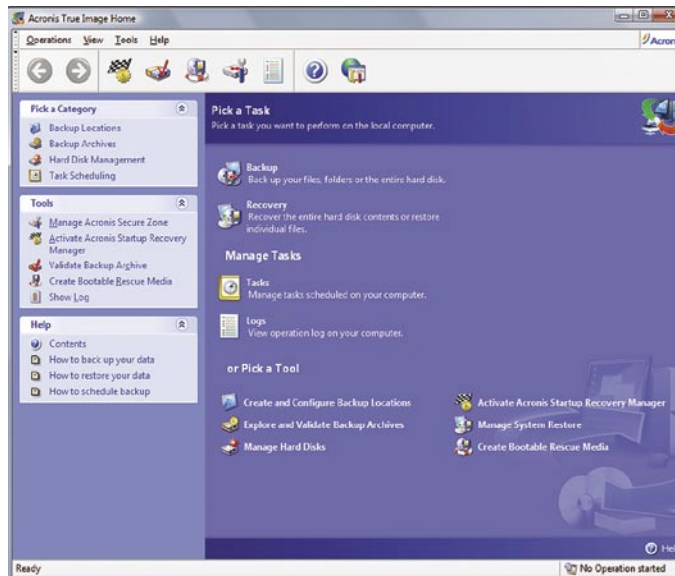 Acronis True Image Home
Operations View Tools Help
Acron
Pick a Category
Backup Locations
Backup Archives
Hard Disk Management
Task Scheduling
Tools
Manage Acronis Secure Zone
Activate Acronis Startup Recovery
Manager
Validate Backup Archive
Create Bootable Rescue Media
Show Log
Help
Contents
How to back up your data
How to restore your data
How to schedule backup
Pick a Task
Pick a task you want to perform on the local computer.
Backup
Back up your files, folders or the entire hard disk.
Recovery
Recover the entire hard disk contents or restore
individual files.
Manage Tasks
Tasks
Manage tasks scheduled on your computer.
Logs
View operation log on your computer.
or Pick a Tool
Create and Configure Backup Locations
Explore and Validate Backup Archives
Manage Hard Disks
Activate Acronis Startup Recovery Manager
Manage System Restore
Create Bootable Rescue Media
Hel
Ready
No Operation started